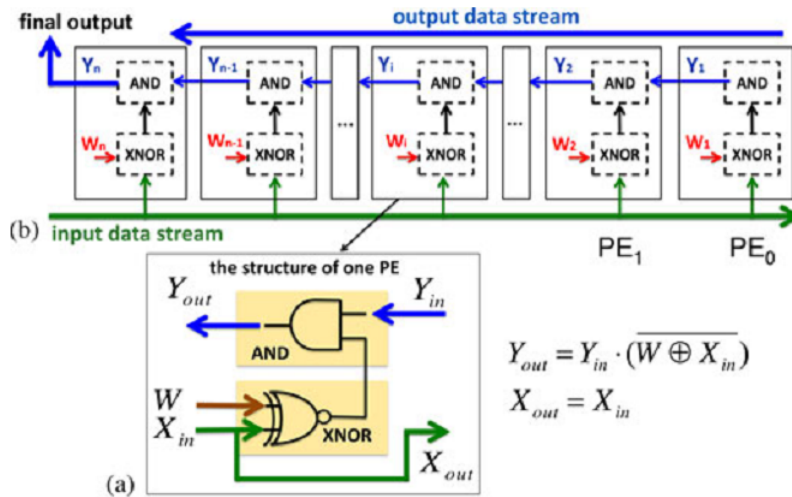 final output
output data stream
Yn Yn-1 Yi Y2 Y1
AND AND AND AND AND
... ...
Wn Wn-1 Wi W2 W1
XNOR XNOR XNOR XNOR XNOR
(b) input data stream
PE1 PE0
the structure of one PE
Yout Yin
AND
W
Xin XNOR
Xout
(a)
Yout = Yin · (W ⊕ Xin)̅
Xout = Xin